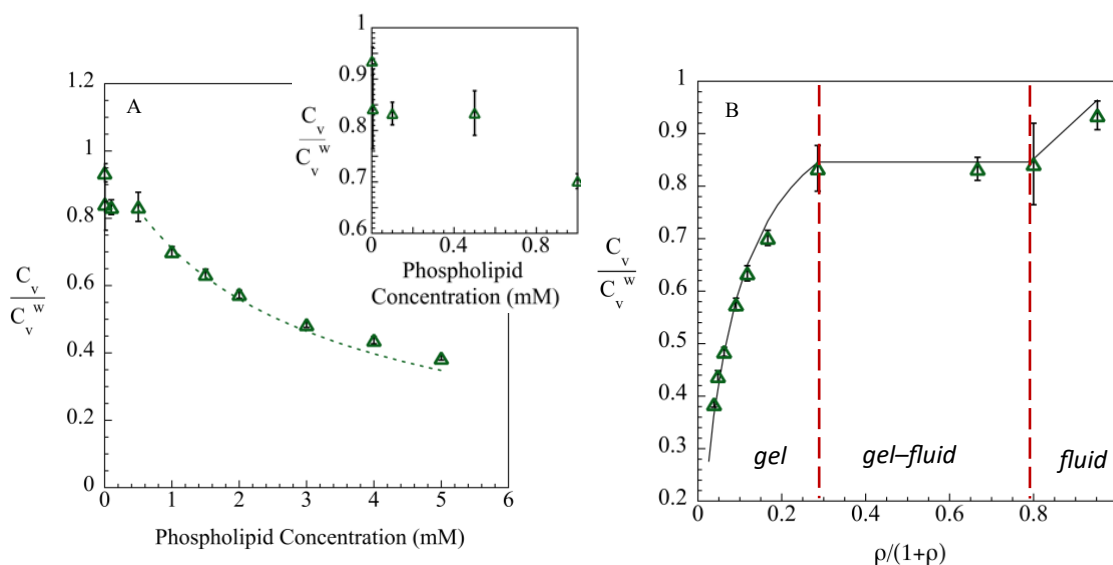 A
1.2
1
0.8
0.6
0.4
0.2
0
0 1 2 3 4 5 6
C_v
C_v^w
Phospholipid Concentration (mM)
1
0.9
0.8
0.7
0.6
0 0.4 0.8
C_v
C_v^w
Phospholipid
Concentration (mM)
B
1
0.9
0.8
0.7
0.6
0.5
0.4
0.3
0.2
0 0.2 0.4 0.6 0.8 1
C_v
C_v^w
gel gel–fluid fluid
ρ/(1+ρ)